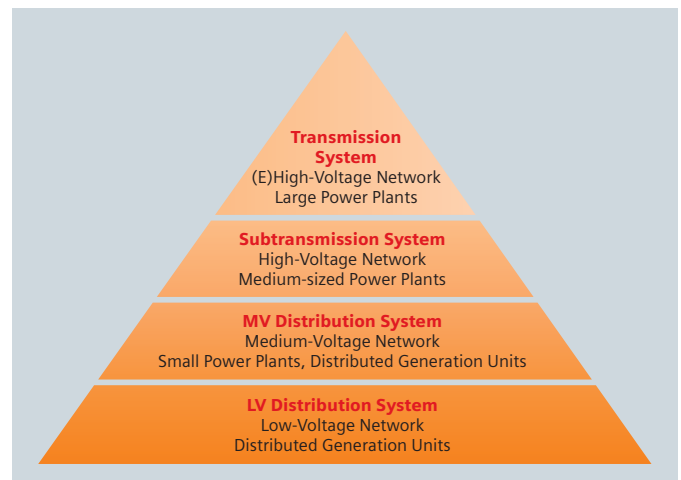 Transmission
System
(E)High-Voltage Network
Large Power Plants
Subtransmission System
High-Voltage Network
Medium-sized Power Plants
MV Distribution System
Medium-Voltage Network
Small Power Plants, Distributed Generation Units
LV Distribution System
Low-Voltage Network
Distributed Generation Units